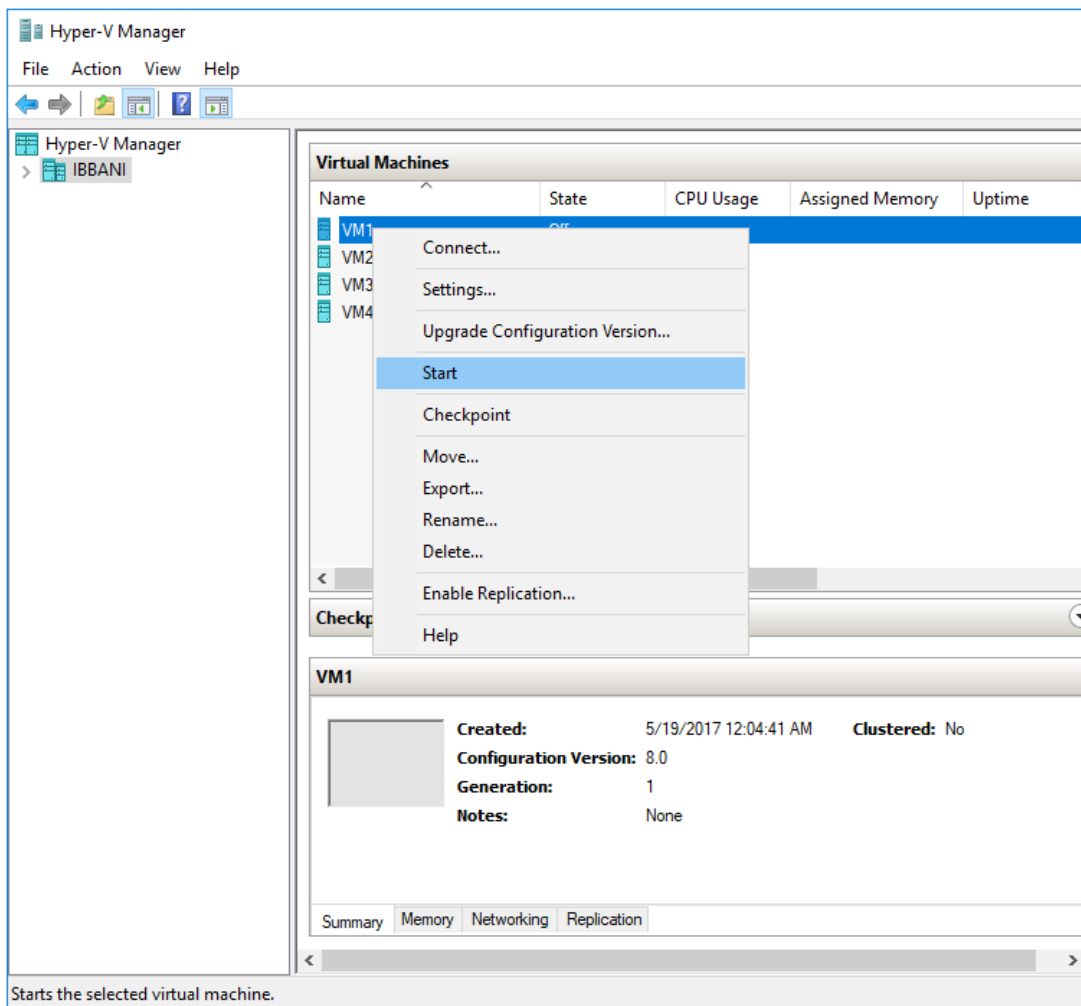 Hyper-V Manager
File Action View Help
Hyper-V Manager
IBBANI
Virtual Machines
Name State CPU Usage Assigned Memory Uptime
VM1
VM2
VM3
VM4
Connect...
Settings...
Upgrade Configuration Version...
Start
Checkpoint
Move...
Export...
Rename...
Delete...
Enable Replication...
Help
Checkp
VM1
Created: 5/19/2017 12:04:41 AM Clustered: No
Configuration Version: 8.0
Generation: 1
Notes: None
Summary Memory Networking Replication
Starts the selected virtual machine.